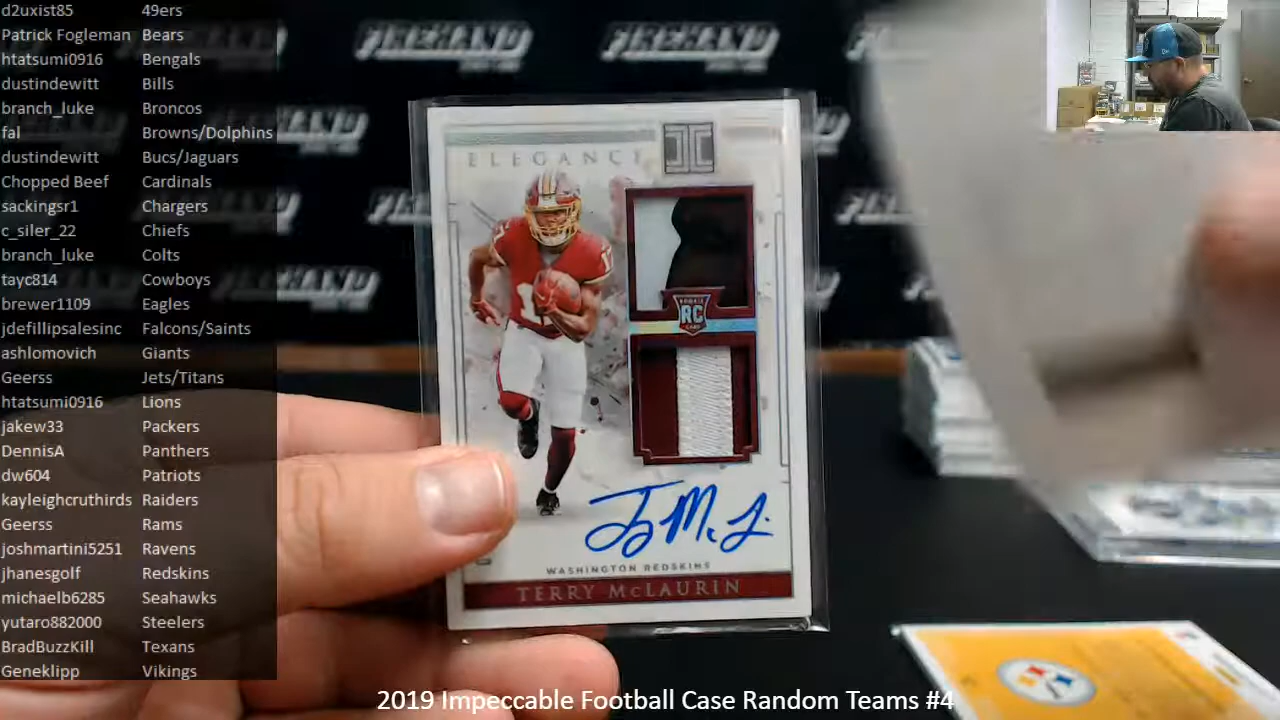 d2uxist85 49ers
Patrick Fogleman Bears
htatsumi0916 Bengals
dustindewitt Bills
branch_luke Broncos
fal Browns/Dolphins
dustindewitt Bucs/Jaguars
Chopped Beef Cardinals
sackingsr1 Chargers
c_siler_22 Chiefs
branch_luke Colts
tayc814 Cowboys
brewer1109 Eagles
jdefillipsalesinc Falcons/Saints
ashlomovich Giants
Geerss Jets/Titans
htatsumi0916 Lions
jakew33 Packers
DennisA Panthers
dw604 Patriots
kayleighcruthirds Raiders
Geerss Rams
joshmartini5251 Ravens
jhanesgolf Redskins
michaelb6285 Seahawks
yutaro882000 Steelers
BradBuzzKill Texans
Geneklipp Vikings
FIREHAND FIREHAND
ELEGANCE
ROOKIE
RC
CARD
WASHINGTON REDSKINS
TERRY McLAURIN
2019 Impeccable Football Case Random Teams #4